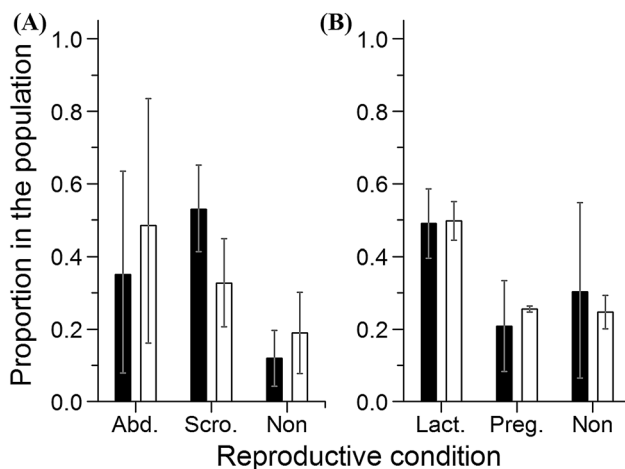 (A) (B)
Proportion in the population
1.0 1.0
0.8 0.8
0.6 0.6
0.4 0.4
0.2 0.2
0.0 0.0
Abd. Scro. Non Lact. Preg. Non
Reproductive condition